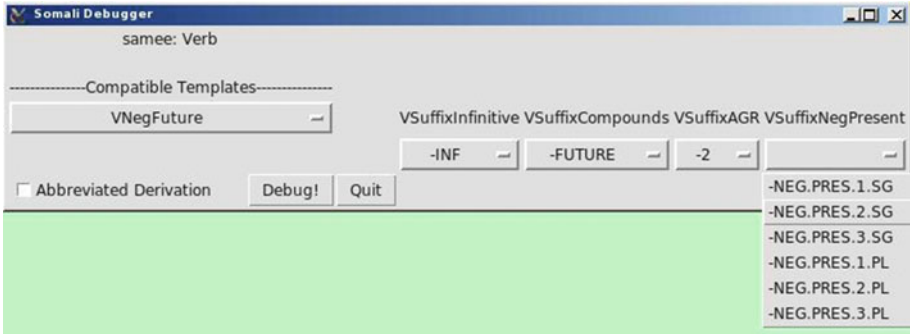 Somali Debugger
samee: Verb
---------------Compatible Templates---------------
VNegFuture
VSuffixInfinitive VSuffixCompounds VSuffixAGR VSuffixNegPresent
-INF -FUTURE -2
Abbreviated Derivation Debug! Quit
-NEG.PRES.1.SG
-NEG.PRES.2.SG
-NEG.PRES.3.SG
-NEG.PRES.1.PL
-NEG.PRES.2.PL
-NEG.PRES.3.PL